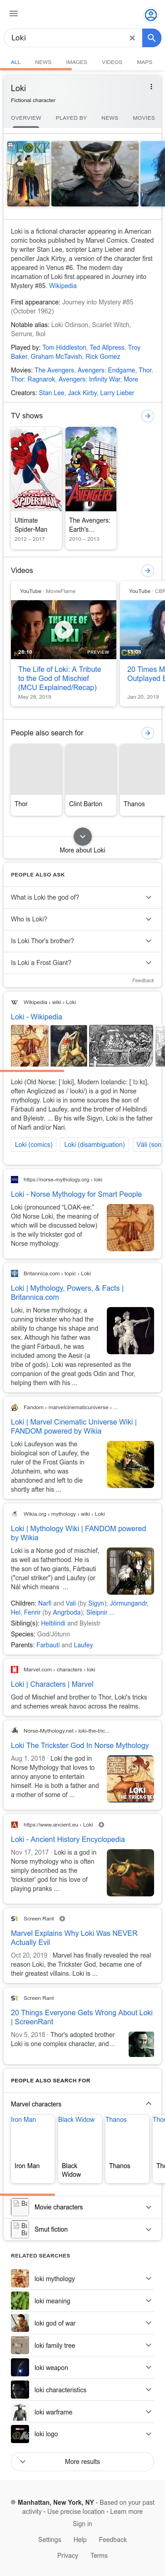 Loki
ALL NEWS IMAGES VIDEOS MAPS
Loki
Fictional character
OVERVIEW PLAYED BY NEWS MOVIES
Loki is a fictional character appearing in American
comic books published by Marvel Comics. Created
by writer Stan Lee, scripter Larry Lieber and
penciller Jack Kirby, a version of the character first
appeared in Venus #6. The modern day
incarnation of Loki first appeared in Journey into
Mystery #85. Wikipedia
First appearance: Journey into Mystery #85
(October 1962)
Notable alias: Loki Odinson, Scarlet Witch,
Serrure, Ikol
Played by: Tom Hiddleston, Ted Allpress, Troy
Baker, Graham McTavish, Rick Gomez
Movies: The Avengers, Avengers: Endgame, Thor,
Thor: Ragnarok, Avengers: Infinity War, More
Creators: Stan Lee, Jack Kirby, Larry Lieber
TV shows
Ultimate
Spider-Man
2012 – 2017
The Avengers:
Earth's...
2010 – 2013
Videos
YouTube · MovieFlame
THE LIFE OF LOKI
28:10 PREVIEW
The Life of Loki: A Tribute
to the God of Mischief
(MCU Explained/Recap)
May 28, 2019
YouTube · CBR
20 Times M
Outplayed E
Jan 20, 2019
People also search for
Thor
Clint Barton
Thanos
More about Loki
PEOPLE ALSO ASK
What is Loki the god of?
Who is Loki?
Is Loki Thor's brother?
Is Loki a Frost Giant?
Feedback
Wikipedia › wiki › Loki
Loki - Wikipedia
Loki (Old Norse: [ˈloki], Modern Icelandic: [ˈlɔːkɪ],
often Anglicized as /ˈloʊki/) is a god in Norse
mythology. Loki is in some sources the son of
Fárbauti and Laufey, and the brother of Helblindi
and Býleistr. ... By his wife Sigyn, Loki is the father
of Narfi and/or Nari.
Loki (comics) Loki (disambiguation) Váli (son
https://norse-mythology.org › loki
Loki - Norse Mythology for Smart People
Loki (pronounced “LOAK-ee;”
Old Norse Loki, the meaning of
which will be discussed below)
is the wily trickster god of
Norse mythology.
Britannica.com › topic › Loki
Loki | Mythology, Powers, & Facts |
Britannica.com
Loki, in Norse mythology, a
cunning trickster who had the
ability to change his shape and
sex. Although his father was
the giant Fárbauti, he was
included among the Aesir (a
tribe of gods). Loki was represented as the
companion of the great gods Odin and Thor,
helping them with his ...
Fandom › marvelcinematicuniverse › ...
Loki | Marvel Cinematic Universe Wiki |
FANDOM powered by Wikia
Loki Laufeyson was the
biological son of Laufey, the
ruler of the Frost Giants in
Jotunheim, who was
abandoned and left to die
shortly after his ...
Wikia.org › mythology › wiki › Loki
Loki | Mythology Wiki | FANDOM powered
by Wikia
Loki is a Norse god of mischief,
as well as fatherhood. He is
the son of two giants, Farbauti
("cruel striker") and Laufey (or
Nál which means ...
Children: Narfi and Vali (by Sigyn); Jörmungandr,
Hel, Fenrir (by Angrboda); Sleipnir ...
Sibling(s): Helblindi and Byleistr
Species: God/Jötunn
Parents: Farbauti and Laufey
Marvel.com › characters › loki
Loki | Characters | Marvel
God of Mischief and brother to Thor, Loki's tricks
and schemes wreak havoc across the realms.
Norse-Mythology.net › loki-the-tric...
Loki The Trickster God In Norse Mythology
Aug 1, 2018 · Loki the god in
Norse Mythology that loves to
annoy anyone to entertain
himself. He is both a father and
a mother of some of ...
LOKI
THE TRICKSTER
https://www.ancient.eu › Loki
Loki - Ancient History Encyclopedia
Nov 17, 2017 · Loki is a god in
Norse mythology who is often
simply described as the
'trickster' god for his love of
playing pranks ...
Screen Rant
Marvel Explains Why Loki Was NEVER
Actually Evil
Oct 20, 2019 · Marvel has finally revealed the real
reason Loki, the Trickster God, became one of
their greatest villains. Loki is ...
Screen Rant
20 Things Everyone Gets Wrong About Loki
| ScreenRant
Nov 5, 2018 · Thor's adopted brother
Loki is one complex character, and...
PEOPLE ALSO SEARCH FOR
Marvel characters
Iron Man Black Widow Thanos Thor
Iron Man
Black
Widow
Thanos
Movie characters
Smut fiction
RELATED SEARCHES
loki mythology
loki meaning
loki god of war
loki family tree
loki weapon
loki characteristics
loki warframe
loki logo
More results
Manhattan, New York, NY - Based on your past
activity - Use precise location - Learn more
Sign in
Settings Help Feedback
Privacy Terms